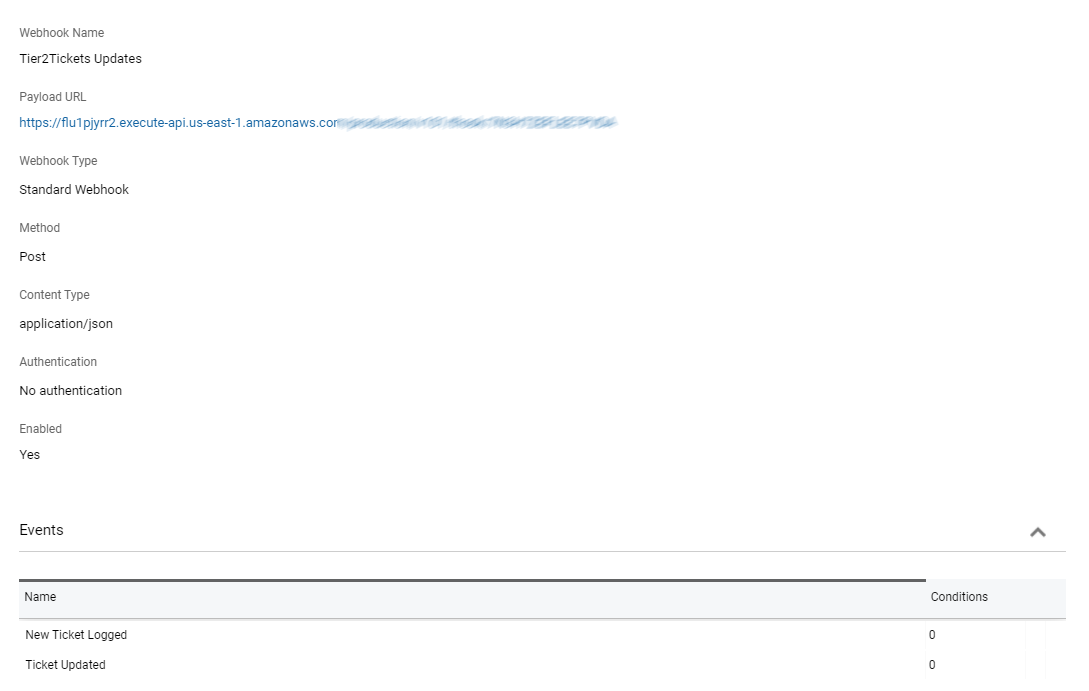 Webhook Name
Tier2Tickets Updates
Payload URL
https://flu1pjyrr2.execute-api.us-east-1.amazonaws.com
Webhook Type
Standard Webhook
Method
Post
Content Type
application/json
Authentication
No authentication
Enabled
Yes
Events
Name Conditions
New Ticket Logged 0
Ticket Updated 0